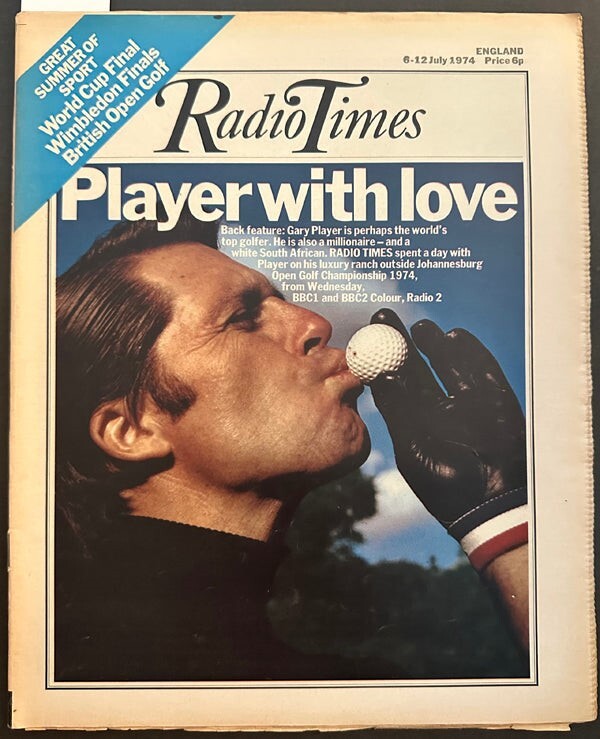 GREAT
SUMMER OF
SPORT
World Cup Final
Wimbledon Finals
British Open Golf
ENGLAND
6-12 July 1974 Price 6p
Radio Times
Player with love
Back feature: Gary Player is perhaps the world's
top golfer. He is also a millionaire – and a
white South African. RADIO TIMES spent a day with
Player on his luxury ranch outside Johannesburg
Open Golf Championship 1974,
from Wednesday,
BBC1 and BBC2 Colour, Radio 2